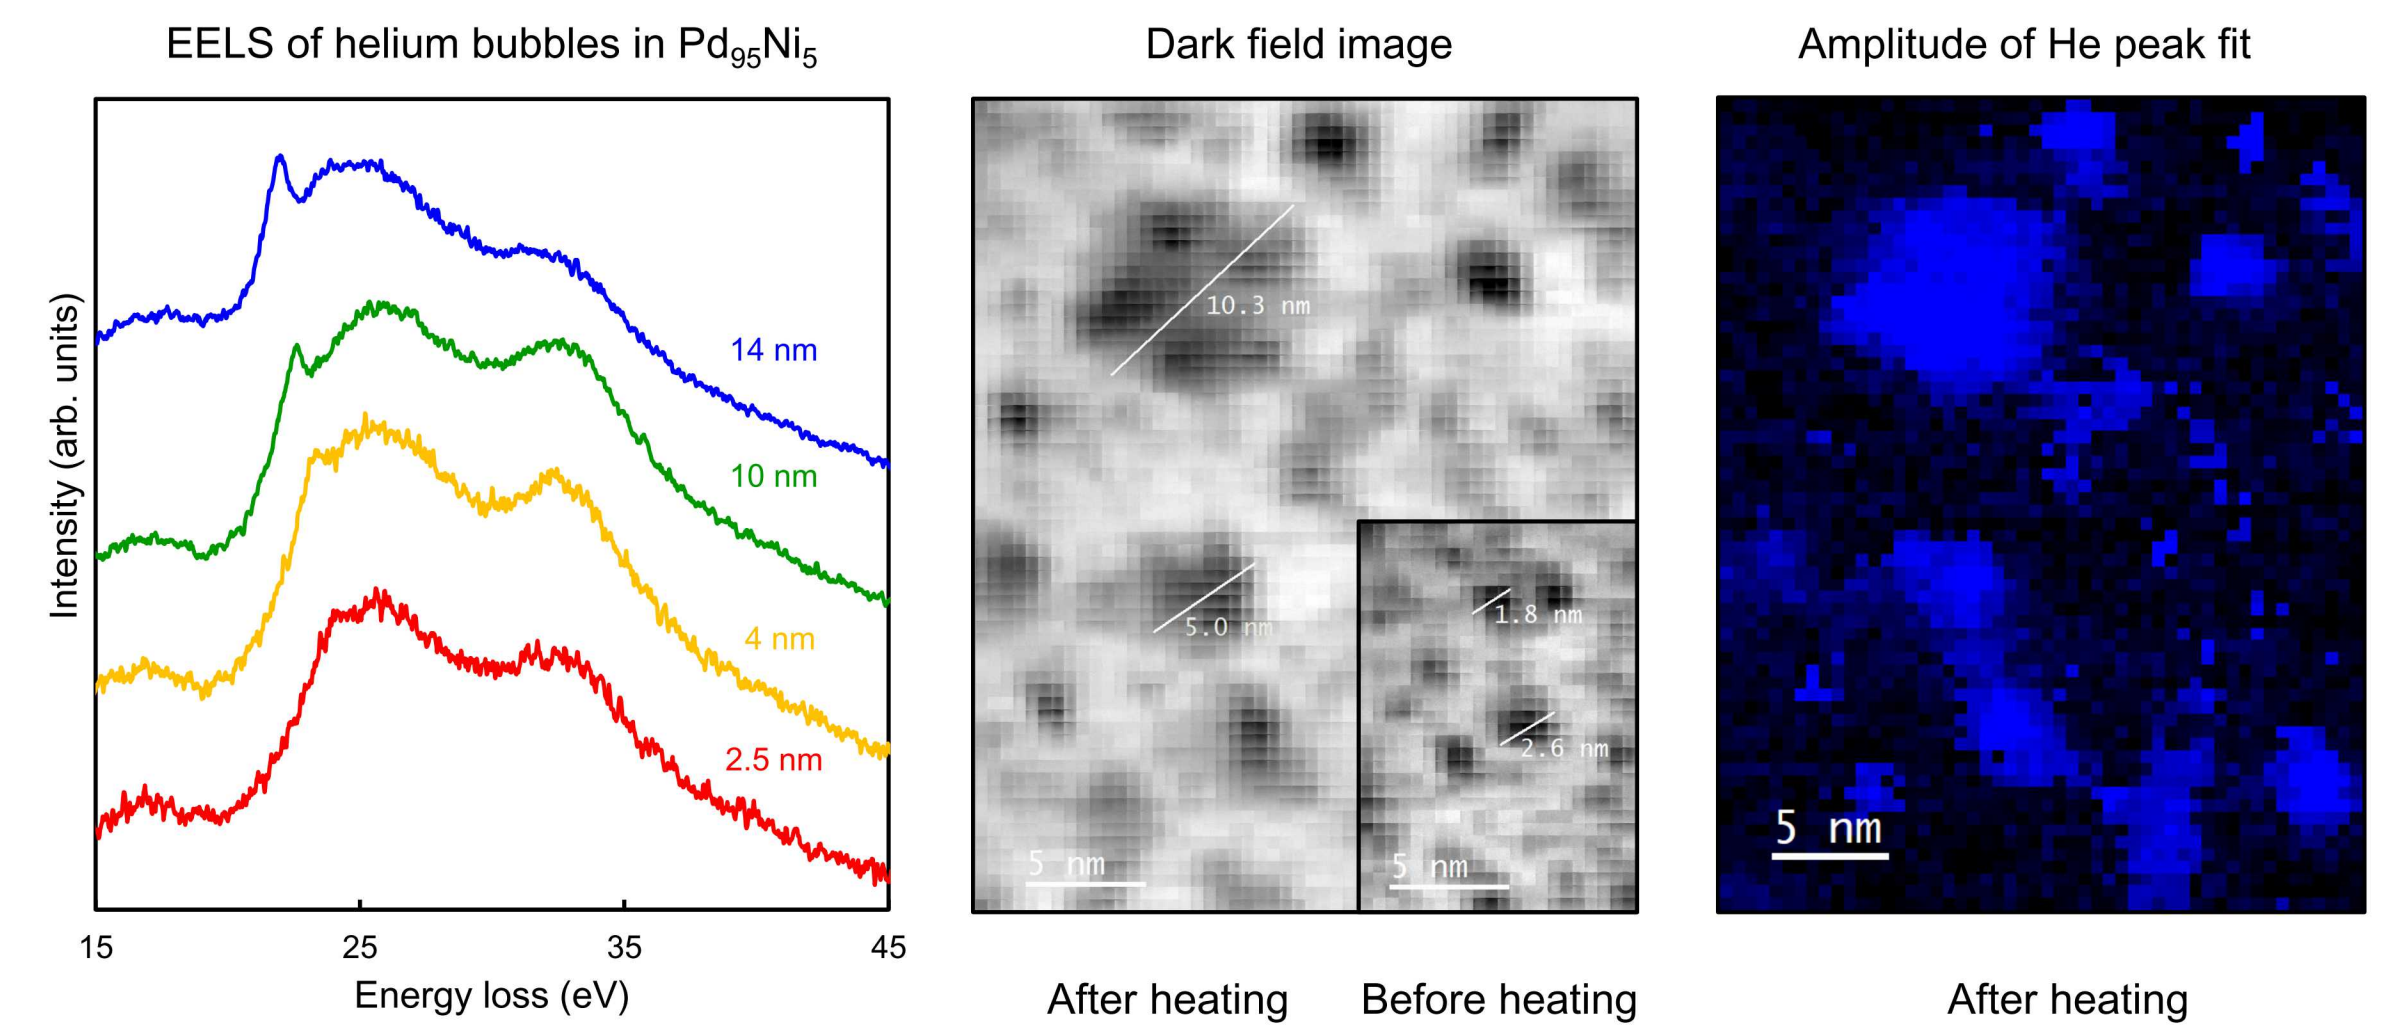 EELS of helium bubbles in Pd₉₅Ni₅
Intensity (arb. units)
14 nm
10 nm
4 nm
2.5 nm
15 25 35 45
Energy loss (eV)
Dark field image
10.3 nm
5.0 nm
5 nm
1.8 nm
2.6 nm
5 nm
After heating
Before heating
Amplitude of He peak fit
5 nm
After heating